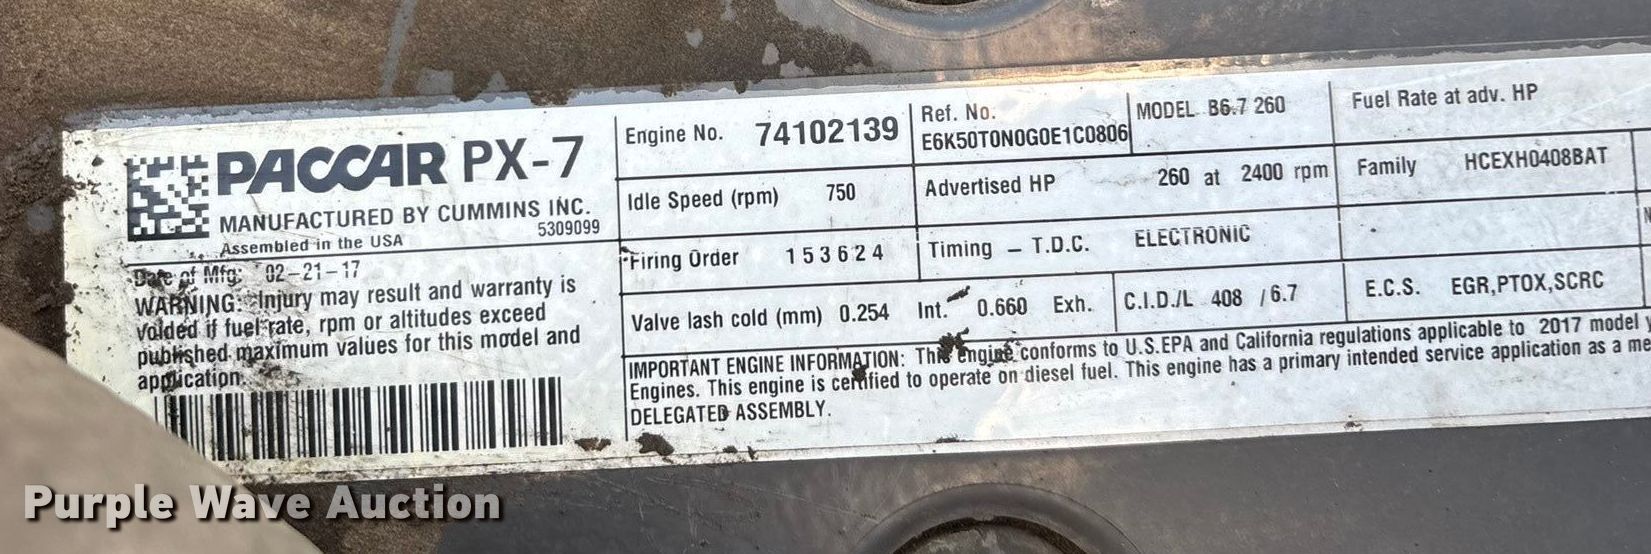 PACCAR PX-7
MANUFACTURED BY CUMMINS INC.
Assembled in the USA
5309099
Date of Mfg: 02-21-17
WARNING: Injury may result and warranty is
voided if fuel rate, rpm or altitudes exceed
published maximum values for this model and
application.
Engine No. 74102139
Ref. No.
E6K50T0N0G0E1C0806
MODEL B6.7 260
Fuel Rate at adv. HP
Idle Speed (rpm) 750
Advertised HP 260 at 2400 rpm
Family HCEXH0408BAT
Firing Order 1 5 3 6 2 4
Timing – T.D.C. ELECTRONIC
Valve lash cold (mm) 0.254 Int. 0.660 Exh.
C.I.D./L 408 / 6.7
E.C.S. EGR,PTOX,SCRC
IMPORTANT ENGINE INFORMATION: This engine conforms to U.S.EPA and California regulations applicable to 2017 model
Engines. This engine is certified to operate on diesel fuel. This engine has a primary intended service application as a
DELEGATED ASSEMBLY.
Purple Wave Auction